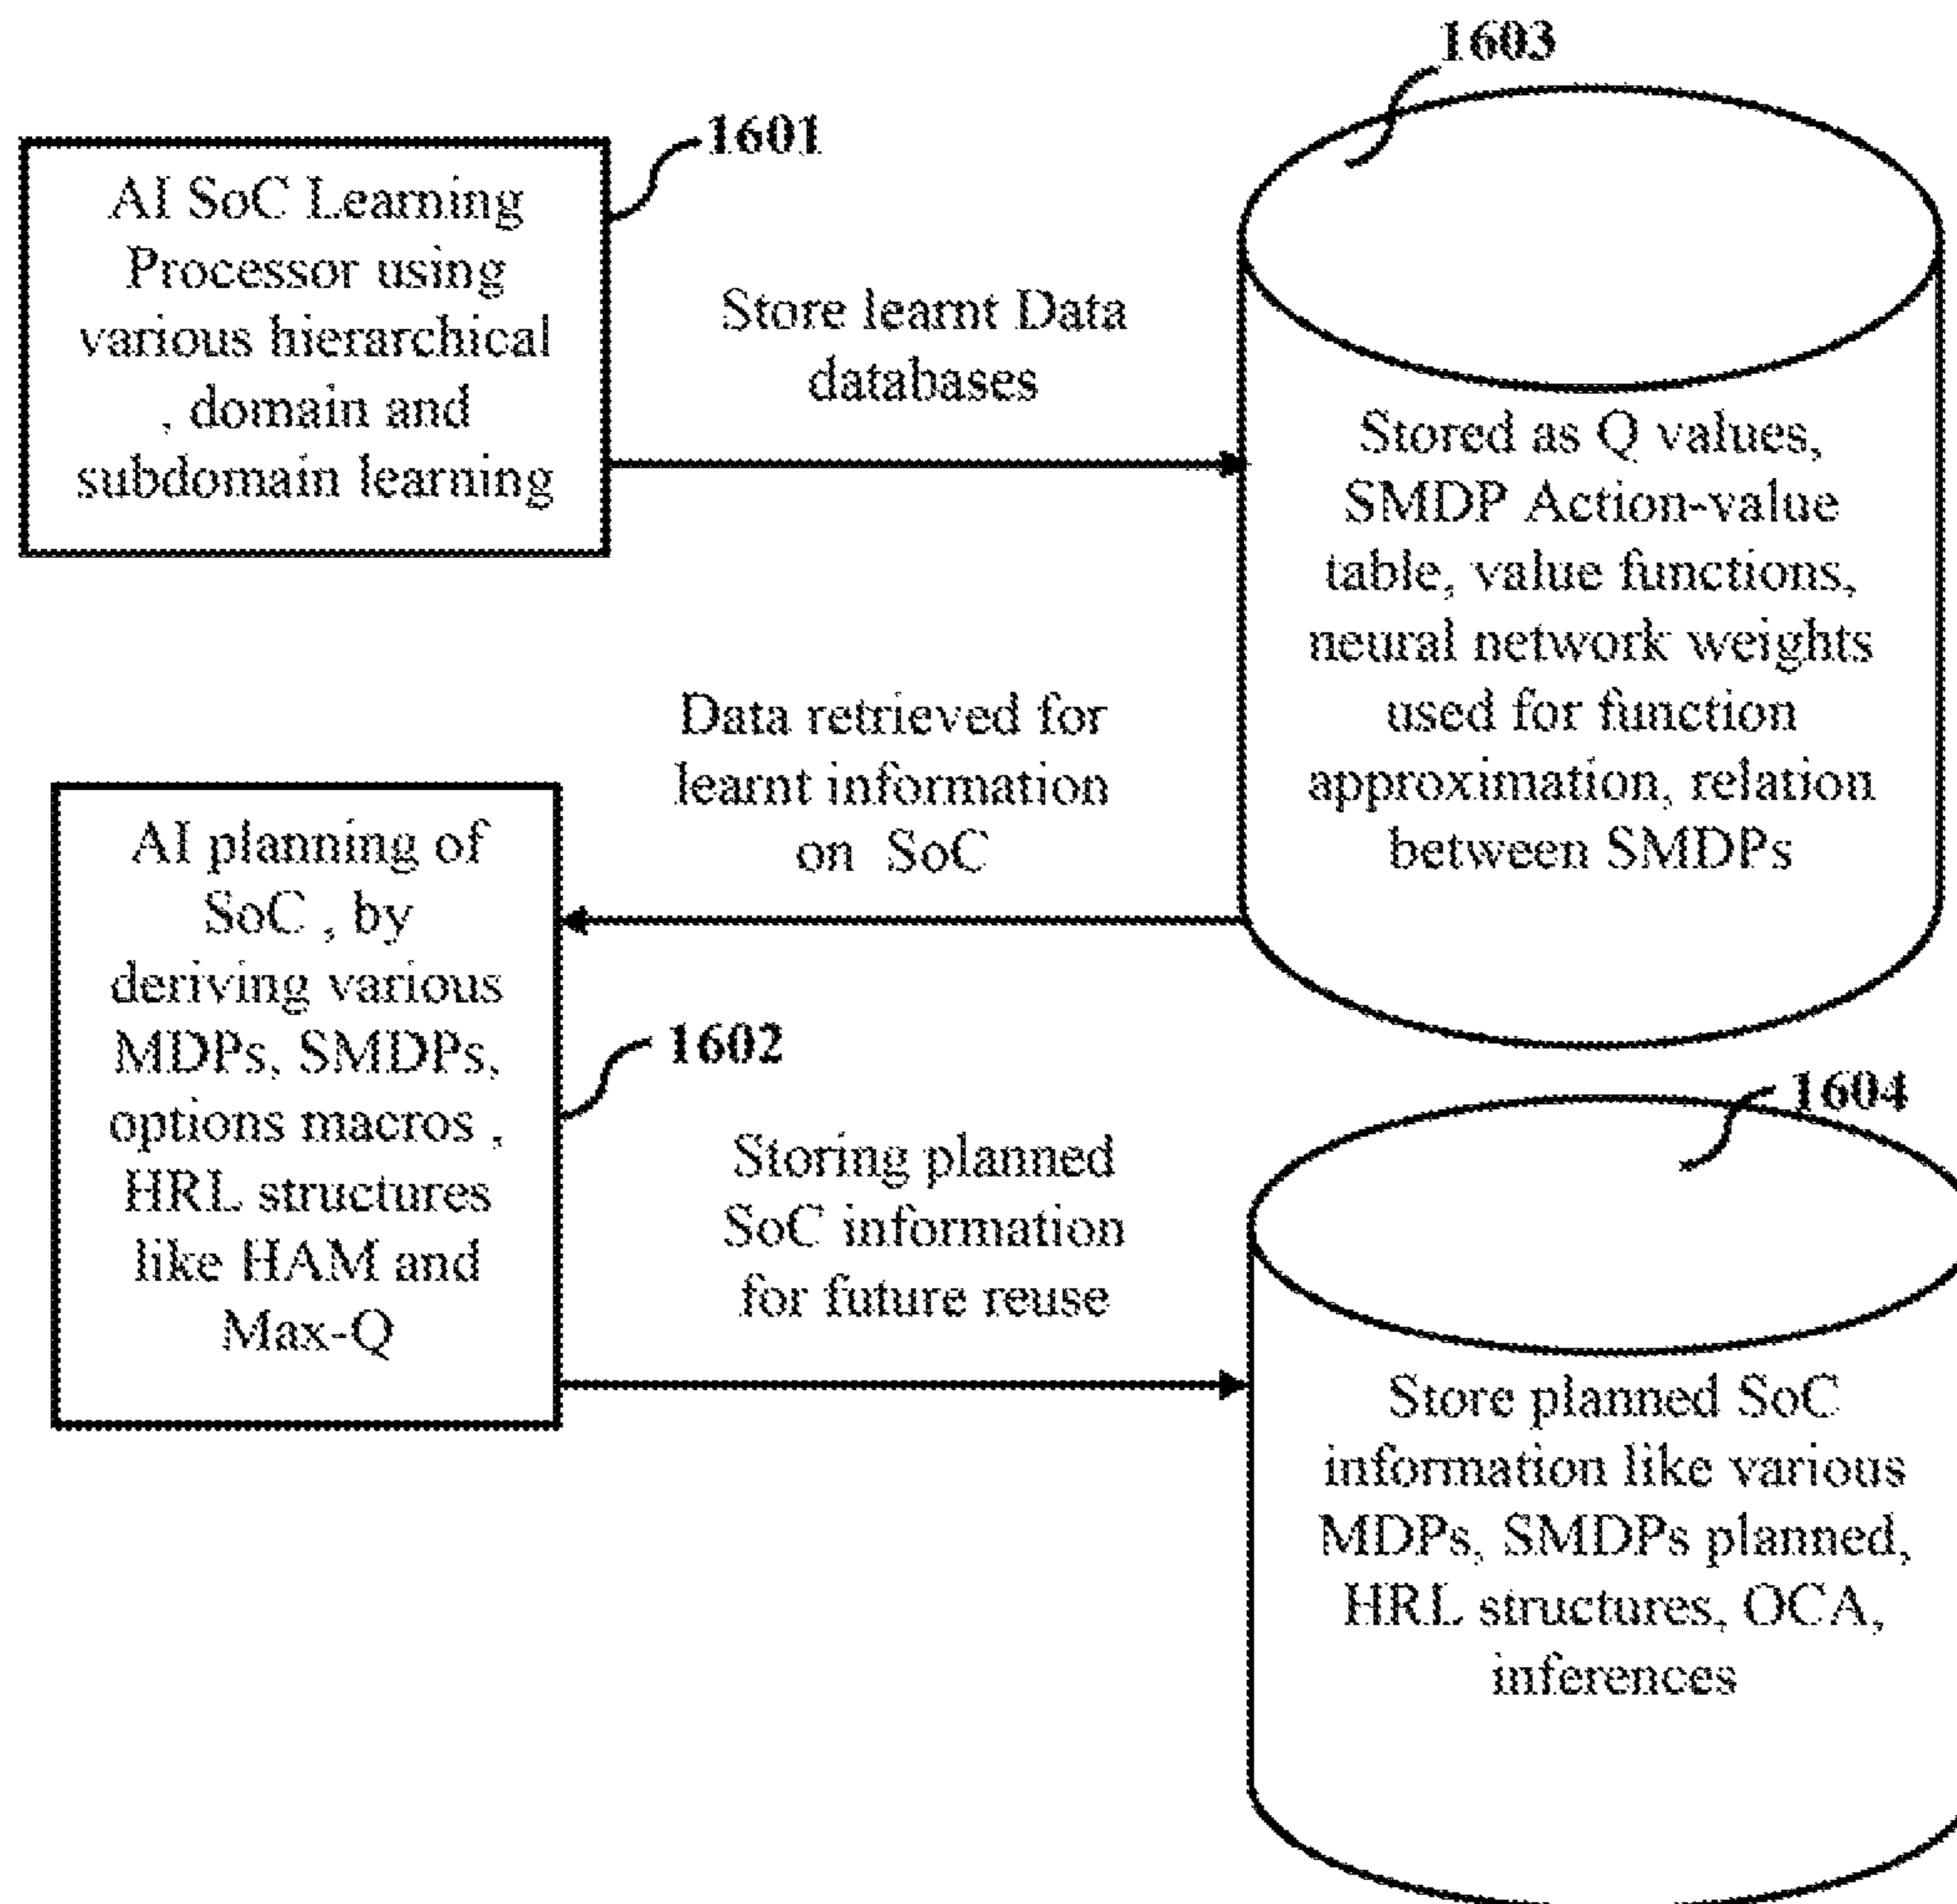 1603
1601
AI SoC Learning
Processor using
various hierarchical
, domain and
subdomain learning
Store learnt Data
databases
Stored as Q values,
SMDP Action-value
table, value functions,
neural network weights
used for function
approximation, relation
between SMDPs
Data retrieved for
learnt information
on SoC
AI planning of
SoC , by
deriving various
MDPs, SMDPs,
options macros ,
HRL structures
like HAM and
Max-Q
1602
Storing planned
SoC information
for future reuse
1604
Store planned SoC
information like various
MDPs, SMDPs planned,
HRL structures, OCA,
inferences